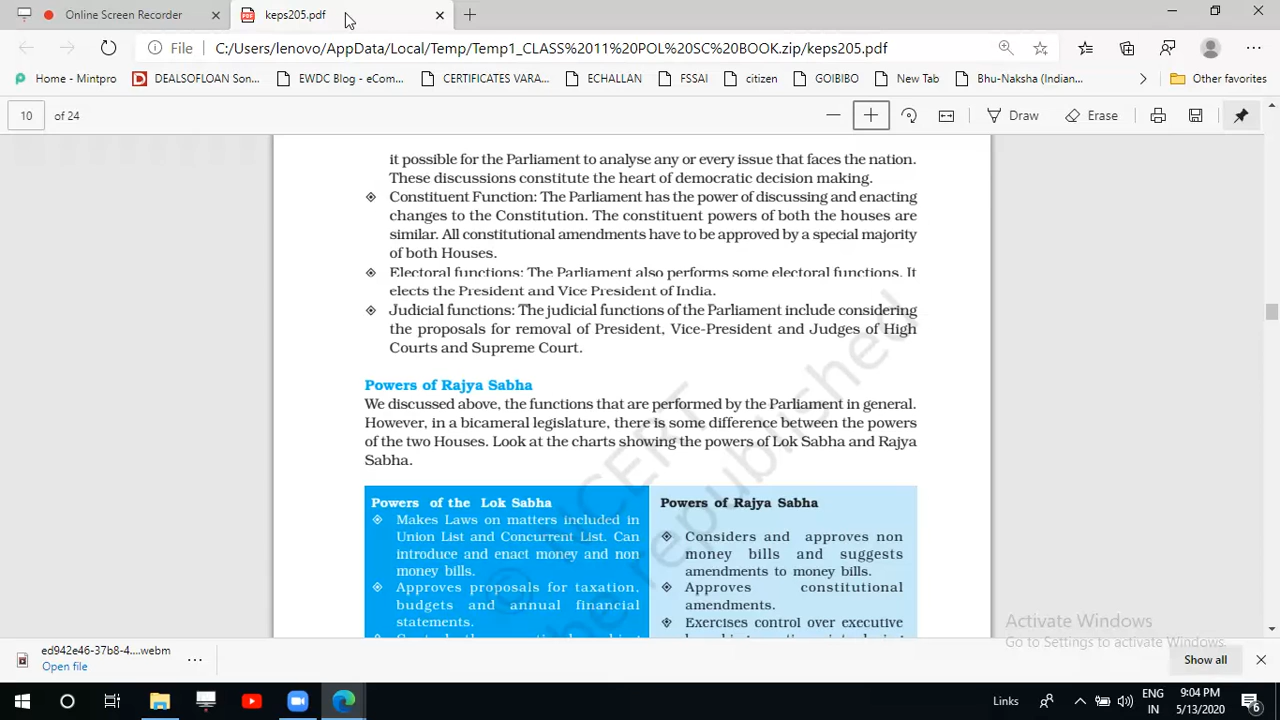 Online Screen Recorder
keps205.pdf
File C:/Users/lenovo/AppData/Local/Temp/Temp1_CLASS%2011%20POL%20SC%20BOOK.zip/keps205.pdf
Home - Mintpro DEALSOFLOAN Son... EWDC Blog - eCom... CERTIFICATES VARA... ECHALLAN FSSAI citizen GOIBIBO New Tab Bhu-Naksha (Indian... Other favorites
10 of 24 Draw Erase
it possible for the Parliament to analyse any or every issue that faces the nation.
These discussions constitute the heart of democratic decision making.
Constituent Function: The Parliament has the power of discussing and enacting
changes to the Constitution. The constituent powers of both the houses are
similar. All constitutional amendments have to be approved by a special majority
of both Houses.
Electoral functions: The Parliament also performs some electoral functions. It
elects the President and Vice President of India.
Judicial functions: The judicial functions of the Parliament include considering
the proposals for removal of President, Vice-President and Judges of High
Courts and Supreme Court.
Powers of Rajya Sabha
We discussed above, the functions that are performed by the Parliament in general.
However, in a bicameral legislature, there is some difference between the powers
of the two Houses. Look at the charts showing the powers of Lok Sabha and Rajya
Sabha.
Powers of the Lok Sabha
Makes Laws on matters included in
Union List and Concurrent List. Can
introduce and enact money and non
money bills.
Approves proposals for taxation,
budgets and annual financial
statements.
Powers of Rajya Sabha
Considers and approves non
money bills and suggests
amendments to money bills.
Approves constitutional
amendments.
Exercises control over executive
© NCERT
not to be republished
Activate Windows
Go to Settings to activate Windows.
ed942e46-37b8-4....webm
Open file
Show all
Links
ENG
IN
9:04 PM
5/13/2020
6